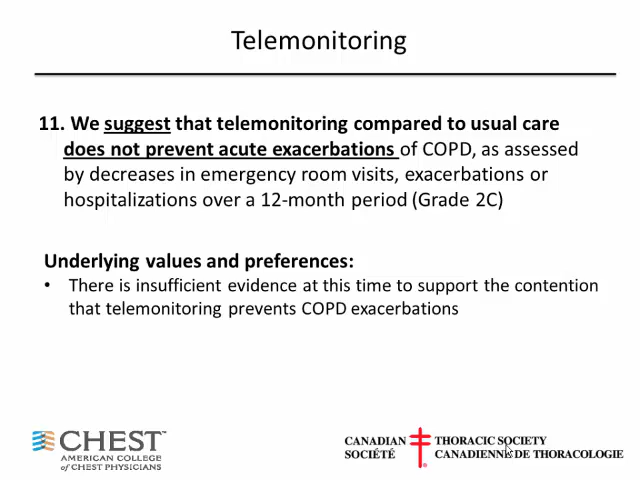 Telemonitoring
11. We suggest that telemonitoring compared to usual care
does not prevent acute exacerbations of COPD, as assessed
by decreases in emergency room visits, exacerbations or
hospitalizations over a 12-month period (Grade 2C)
Underlying values and preferences:
• There is insufficient evidence at this time to support the contention
that telemonitoring prevents COPD exacerbations
CHEST™
AMERICAN COLLEGE
of CHEST PHYSICIANS
CANADIAN THORACIC SOCIETY
SOCIÉTÉ CANADIENNE DE THORACOLOGIE